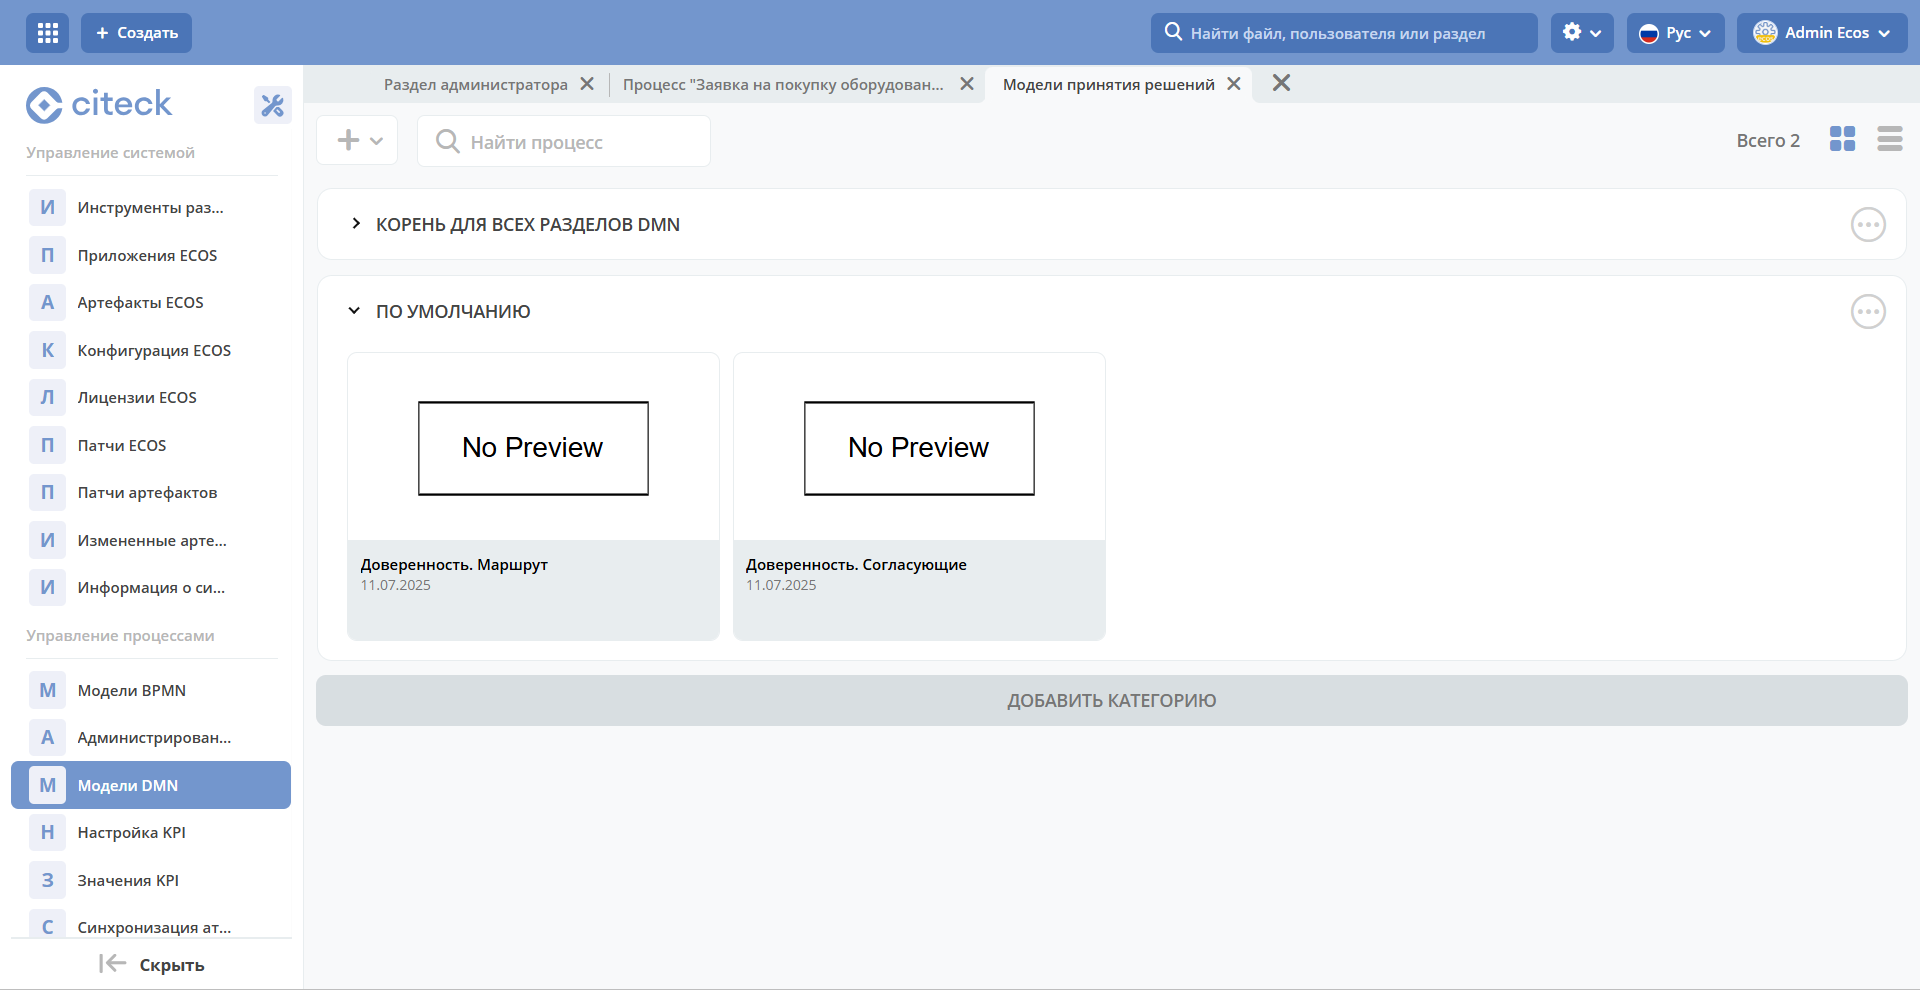 Создать
Найти файл, пользователя или раздел
Рус
Admin Ecos
citeck
Раздел администратора
Процесс "Заявка на покупку оборудован...
Модели принятия решений
Найти процесс
Всего 2
Управление системой
И Инструменты раз...
П Приложения ECOS
А Артефакты ECOS
К Конфигурация ECOS
Л Лицензии ECOS
П Патчи ECOS
П Патчи артефактов
И Измененные арте...
И Информация о си...
Управление процессами
М Модели BPMN
А Администрирован...
М Модели DMN
Н Настройка KPI
З Значения KPI
С Синхронизация ат...
Скрыть
КОРЕНЬ ДЛЯ ВСЕХ РАЗДЕЛОВ DMN
ПО УМОЛЧАНИЮ
No Preview
Доверенность. Маршрут
11.07.2025
No Preview
Доверенность. Согласующие
11.07.2025
ДОБАВИТЬ КАТЕГОРИЮ